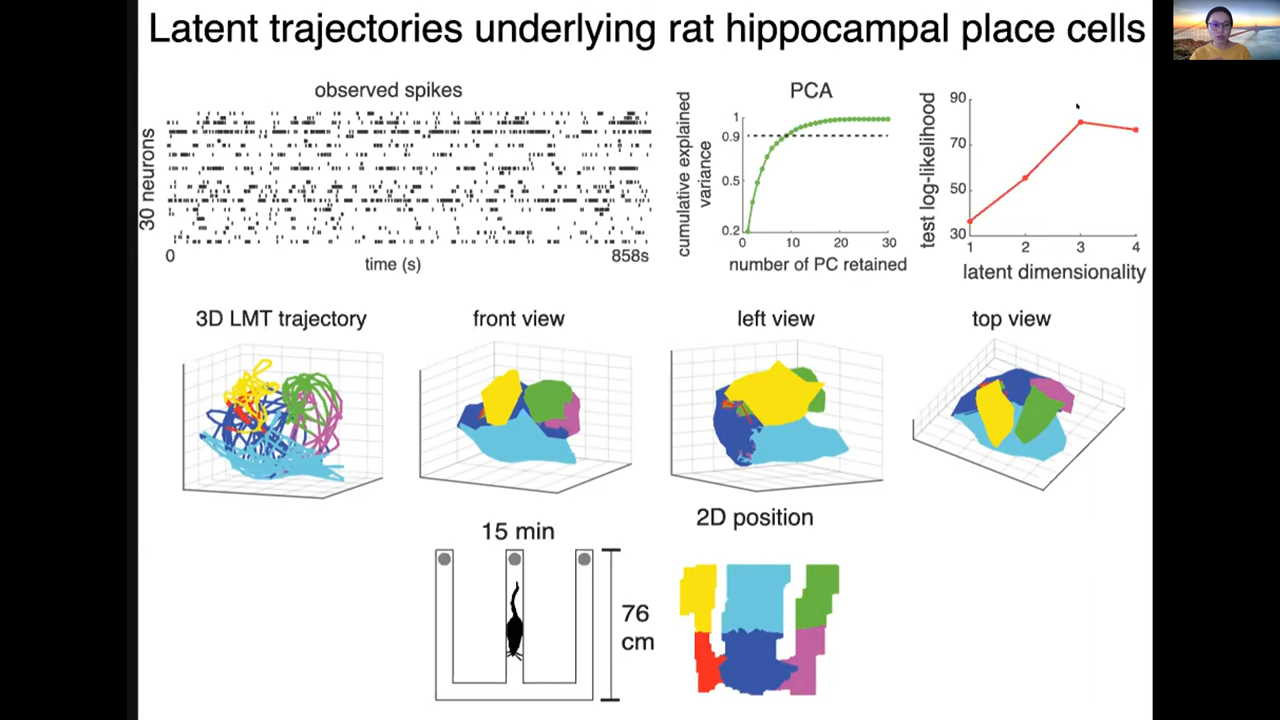 Latent trajectories underlying rat hippocampal place cells
observed spikes
30 neurons
0
858s
time (s)
PCA
cumulative explained
variance
1
0.9
0.5
0.2
0
10
20
30
number of PC retained
test log-likelihood
90
70
50
30
1
2
3
4
latent dimensionality
3D LMT trajectory
front view
left view
top view
15 min
76
cm
2D position